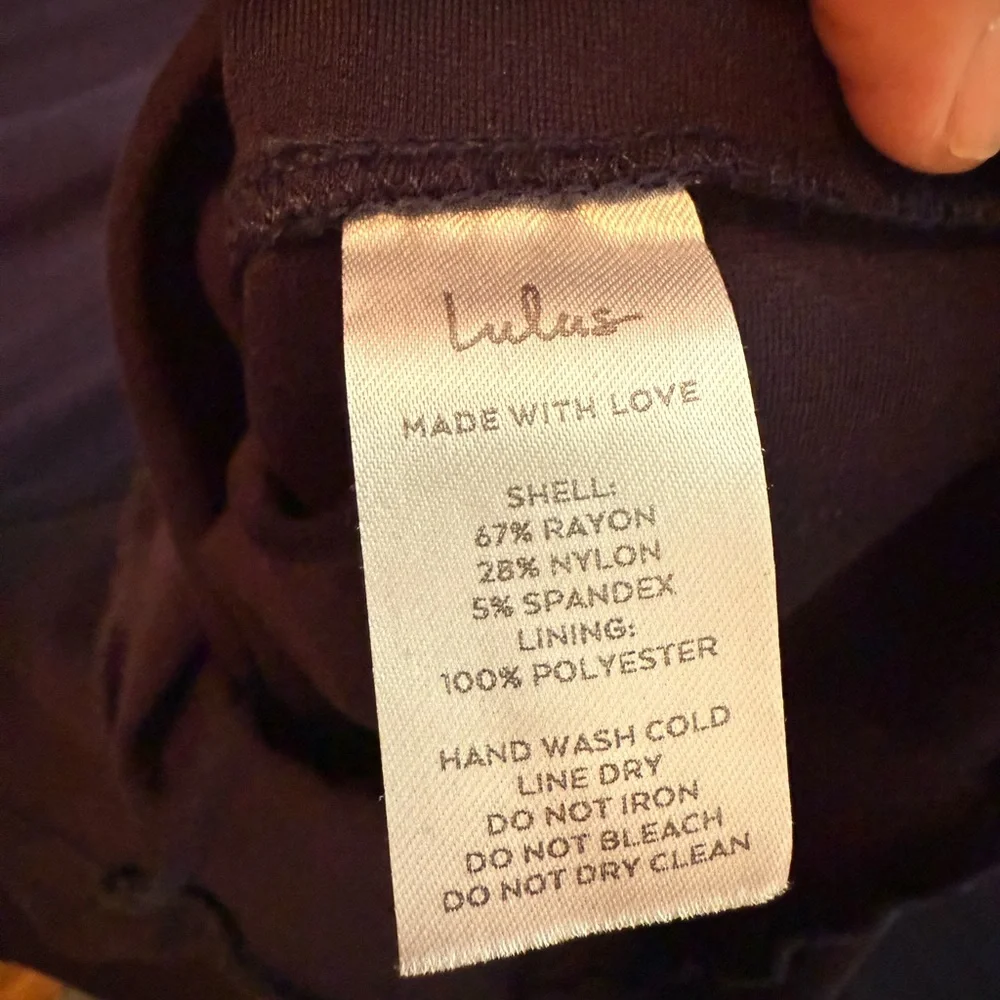 Lulus
MADE WITH LOVE
SHELL:
67% RAYON
28% NYLON
5% SPANDEX
LINING:
100% POLYESTER
HAND WASH COLD
LINE DRY
DO NOT IRON
DO NOT BLEACH
DO NOT DRY CLEAN